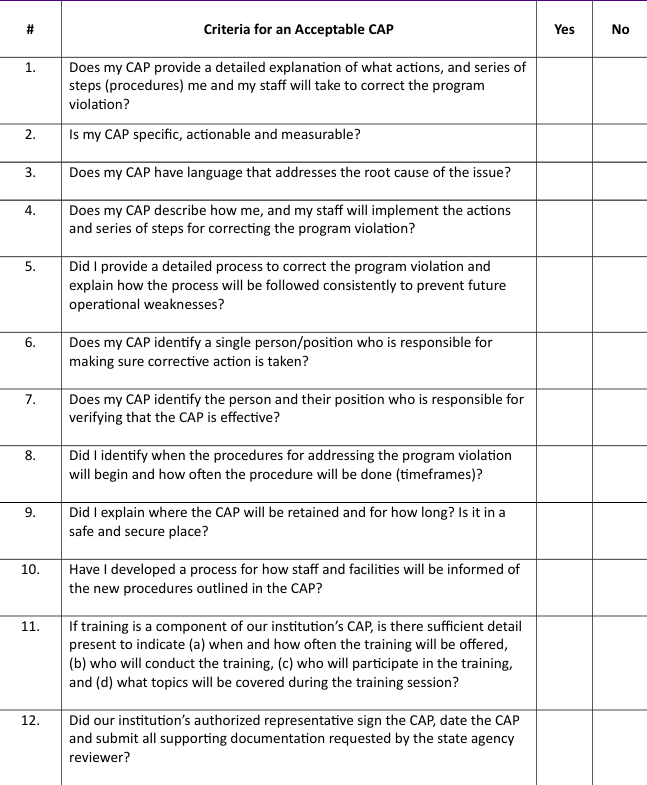 # Criteria for an Acceptable CAP Yes No
1. Does my CAP provide a detailed explanation of what actions, and series of
steps (procedures) me and my staff will take to correct the program
violation?
2. Is my CAP specific, actionable and measurable?
3. Does my CAP have language that addresses the root cause of the issue?
4. Does my CAP describe how me, and my staff will implement the actions
and series of steps for correcting the program violation?
5. Did I provide a detailed process to correct the program violation and
explain how the process will be followed consistently to prevent future
operational weaknesses?
6. Does my CAP identify a single person/position who is responsible for
making sure corrective action is taken?
7. Does my CAP identify the person and their position who is responsible for
verifying that the CAP is effective?
8. Did I identify when the procedures for addressing the program violation
will begin and how often the procedure will be done (timeframes)?
9. Did I explain where the CAP will be retained and for how long? Is it in a
safe and secure place?
10. Have I developed a process for how staff and facilities will be informed of
the new procedures outlined in the CAP?
11. If training is a component of our institution’s CAP, is there sufficient detail
present to indicate (a) when and how often the training will be offered,
(b) who will conduct the training, (c) who will participate in the training,
and (d) what topics will be covered during the training session?
12. Did our institution’s authorized representative sign the CAP, date the CAP
and submit all supporting documentation requested by the state agency
reviewer?